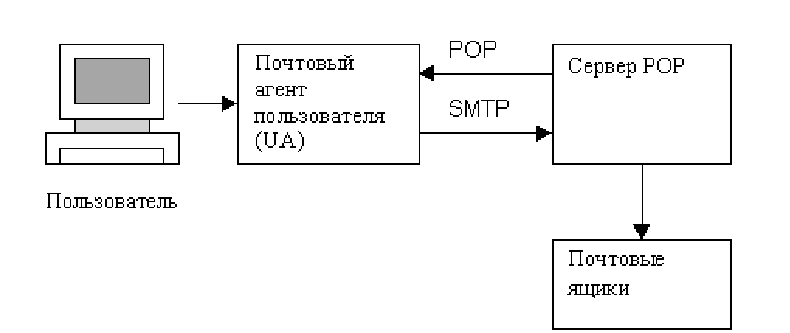 Почтовый
агент
пользователя
(UA)
POP
SMTP
Сервер POP
Пользователь
Почтовые
ящики